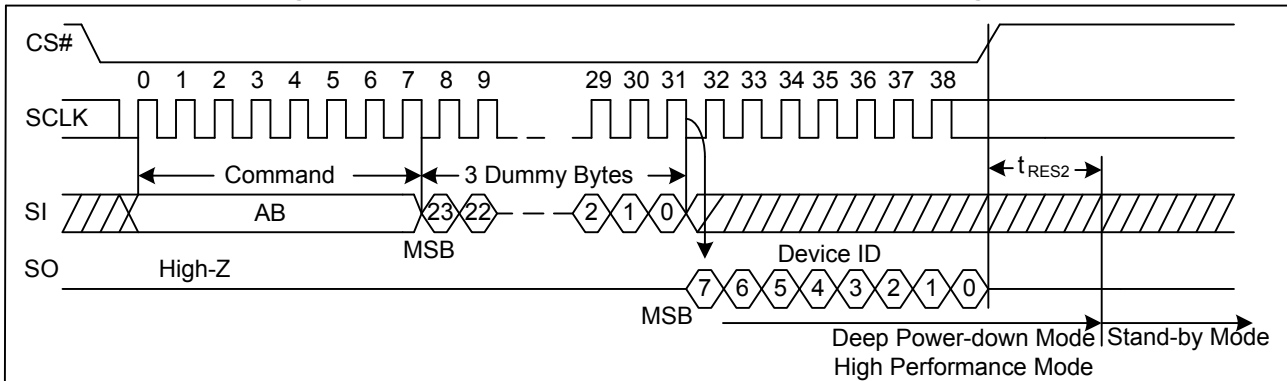 CS#
0 1 2 3 4 5 6 7 8 9 29 30 31 32 33 34 35 36 37 38
SCLK
Command 3 Dummy Bytes tRES2
SI AB 23 22 2 1 0
MSB
SO High-Z Device ID
7 6 5 4 3 2 1 0
MSB
Deep Power-down Mode Stand-by Mode
High Performance Mode